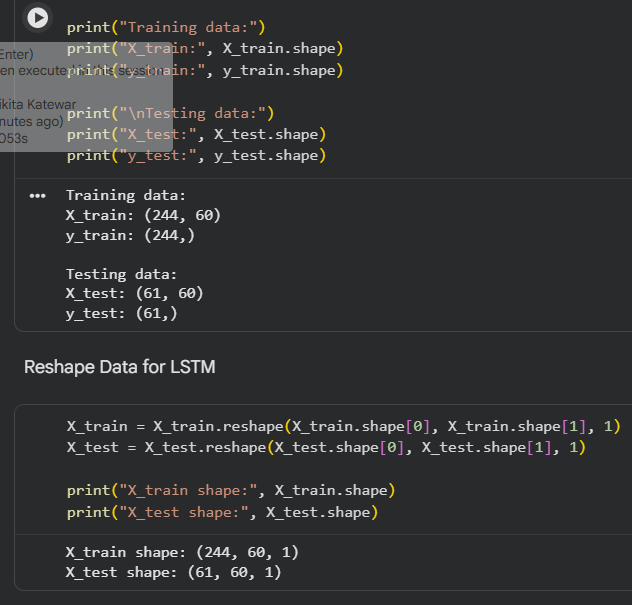 print("Training data:")
print("X_train:", X_train.shape)
print("y_train:", y_train.shape)
Enter)
en executed in this session
ikita Katewar
nutes ago)
053s
print("\nTesting data:")
print("X_test:", X_test.shape)
print("y_test:", y_test.shape)
Training data:
X_train: (244, 60)
y_train: (244,)
Testing data:
X_test: (61, 60)
y_test: (61,)
Reshape Data for LSTM
X_train = X_train.reshape(X_train.shape[0], X_train.shape[1], 1)
X_test = X_test.reshape(X_test.shape[0], X_test.shape[1], 1)
print("X_train shape:", X_train.shape)
print("X_test shape:", X_test.shape)
X_train shape: (244, 60, 1)
X_test shape: (61, 60, 1)